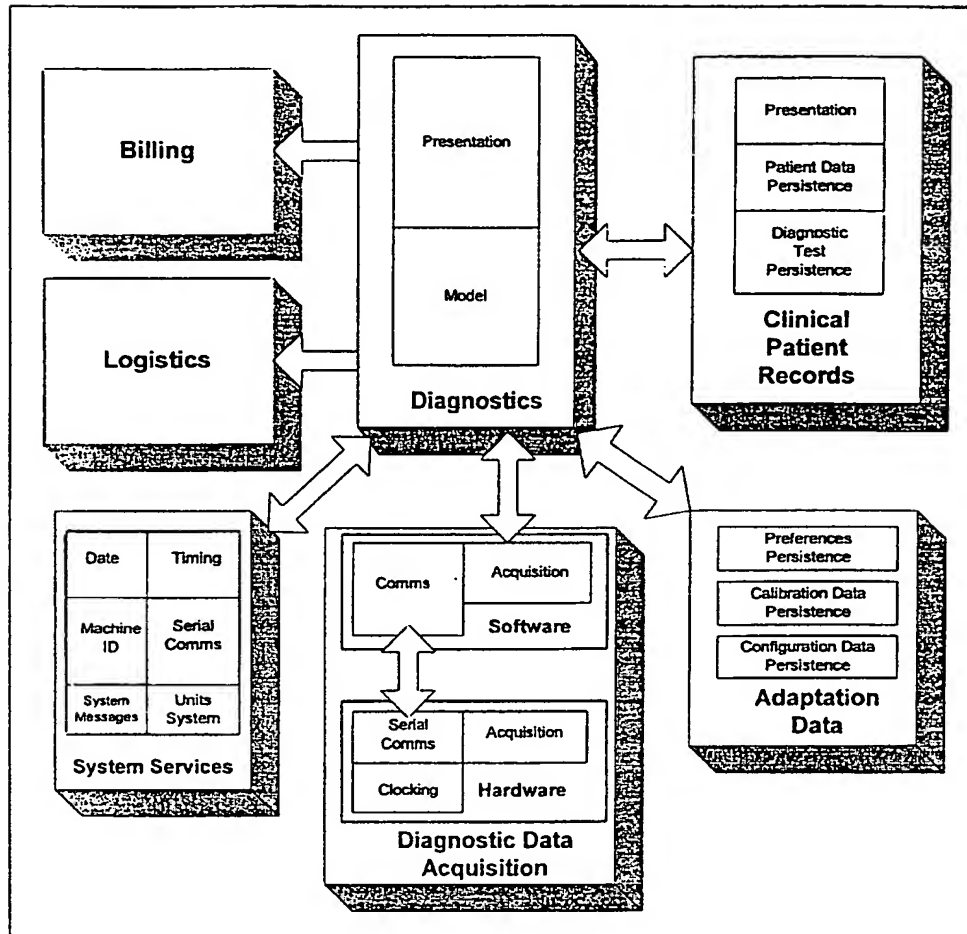 Billing
Logistics
Presentation
Model
Diagnostics
Presentation
Patient Data
Persistence
Diagnostic
Test
Persistence
Clinical
Patient
Records
Date
Timing
Machine
ID
Serial
Comms
System
Messages
Units
System
System Services
Comms
Acquisition
Software
Serial
Comms
Acquisition
Clocking
Hardware
Diagnostic Data
Acquisition
Preferences
Persistence
Calibration Data
Persistence
Configuration Data
Persistence
Adaptation
Data